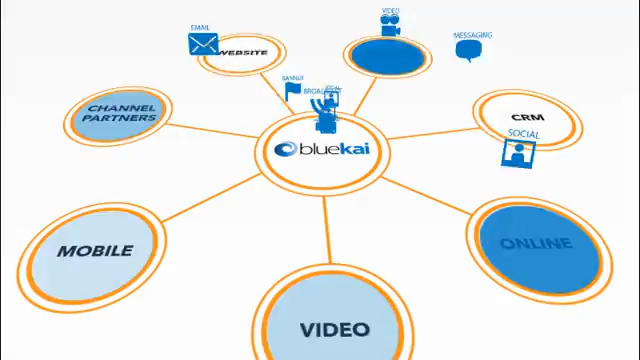 EMAIL
WEBSITE
VIDEO
MESSAGING
BANNER
CHANNEL
PARTNERS
CRM
SOCIAL
bluekai
MOBILE
ONLINE
VIDEO